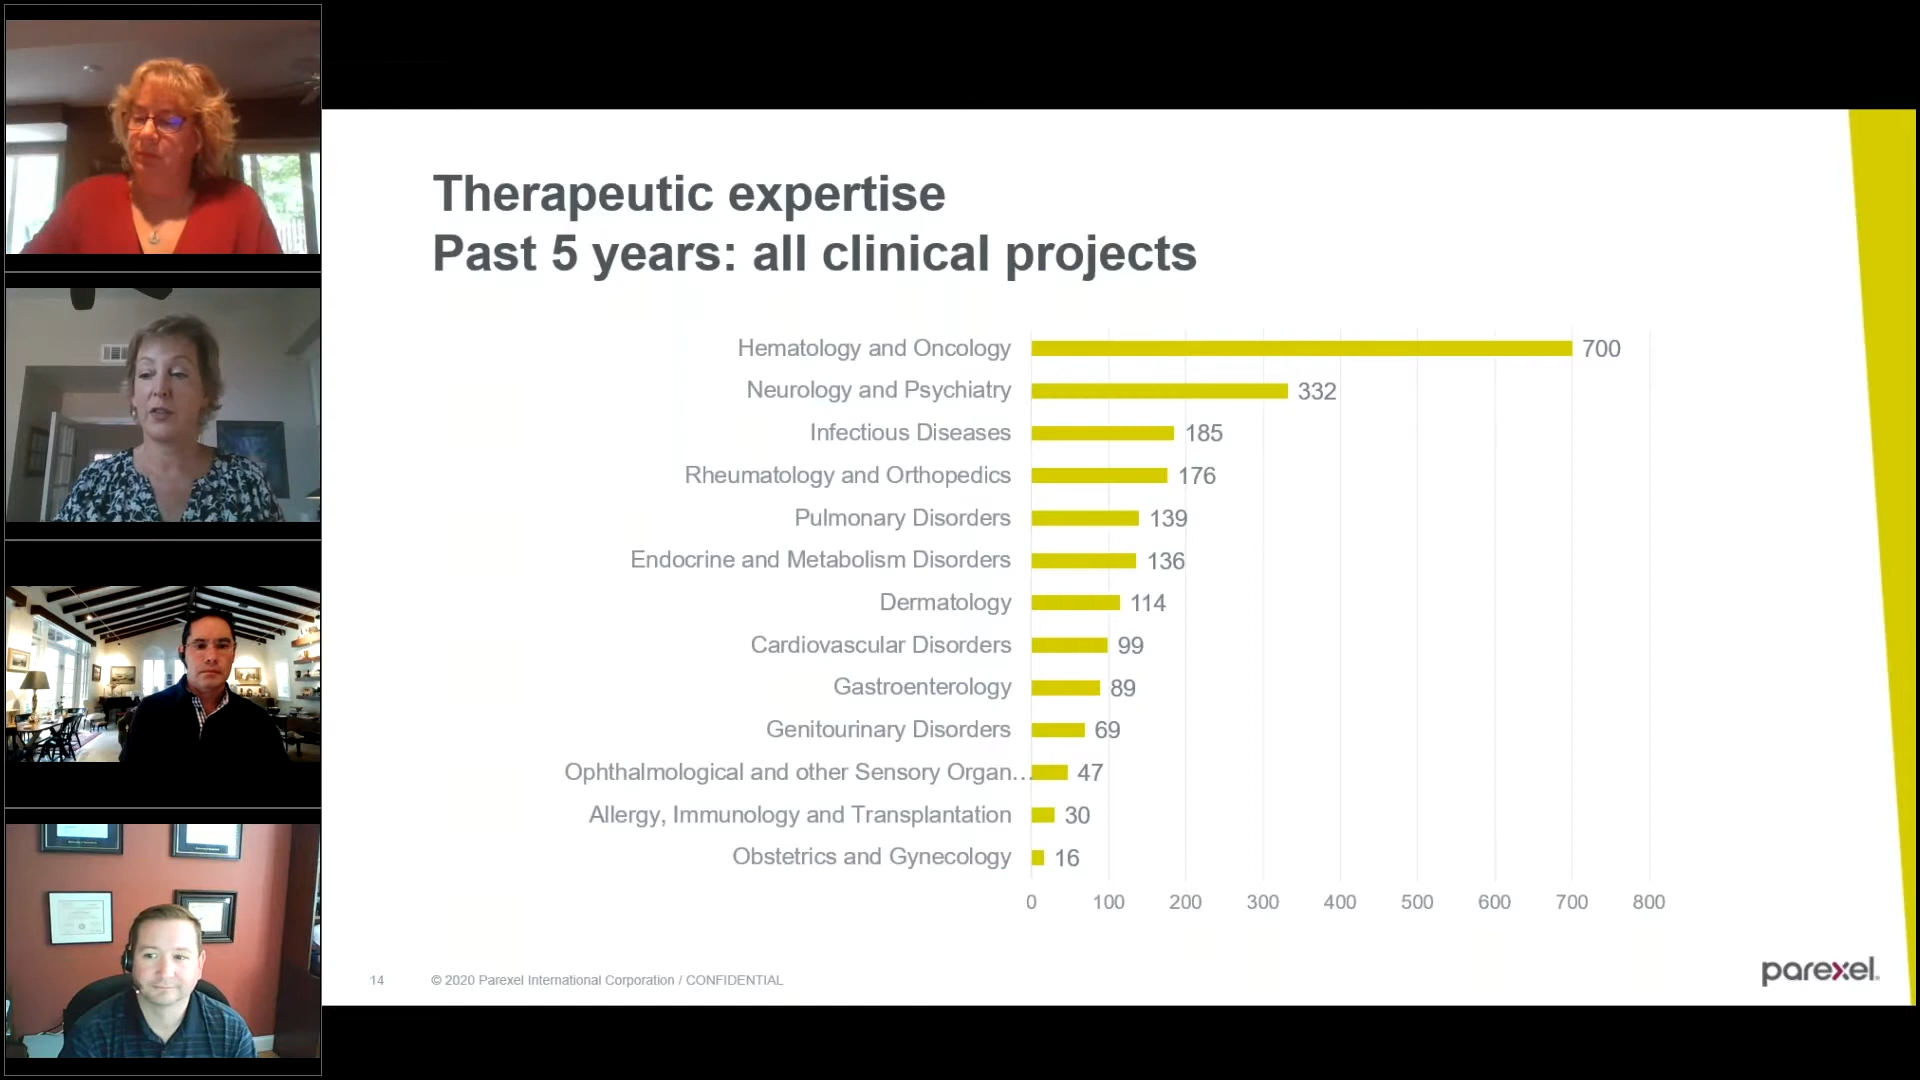 Therapeutic expertise
Past 5 years: all clinical projects
Hematology and Oncology 700
Neurology and Psychiatry 332
Infectious Diseases 185
Rheumatology and Orthopedics 176
Pulmonary Disorders 139
Endocrine and Metabolism Disorders 136
Dermatology 114
Cardiovascular Disorders 99
Gastroenterology 89
Genitourinary Disorders 69
Ophthalmological and other Sensory Organ... 47
Allergy, Immunology and Transplantation 30
Obstetrics and Gynecology 16
0 100 200 300 400 500 600 700 800
14 © 2020 Parexel International Corporation / CONFIDENTIAL
parexel.